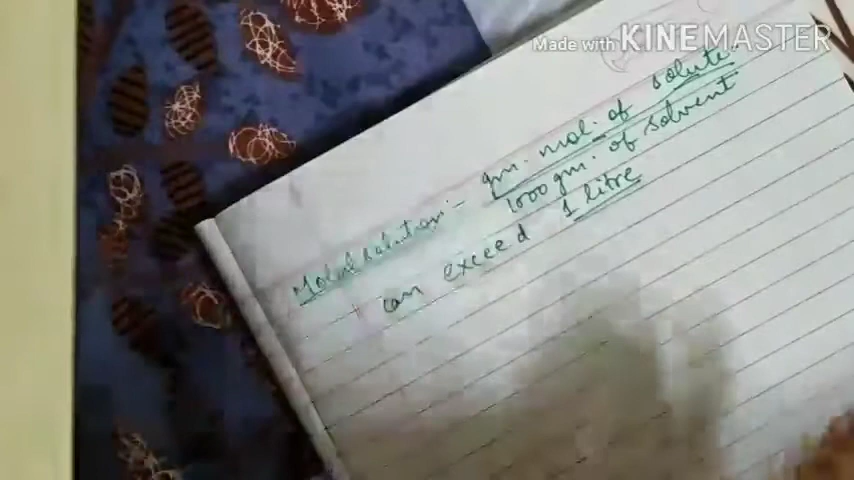 Made with KINEMASTER
Molal solution:- gm. mol. of solute
1000 gm. of solvent
can exceed 1 litre